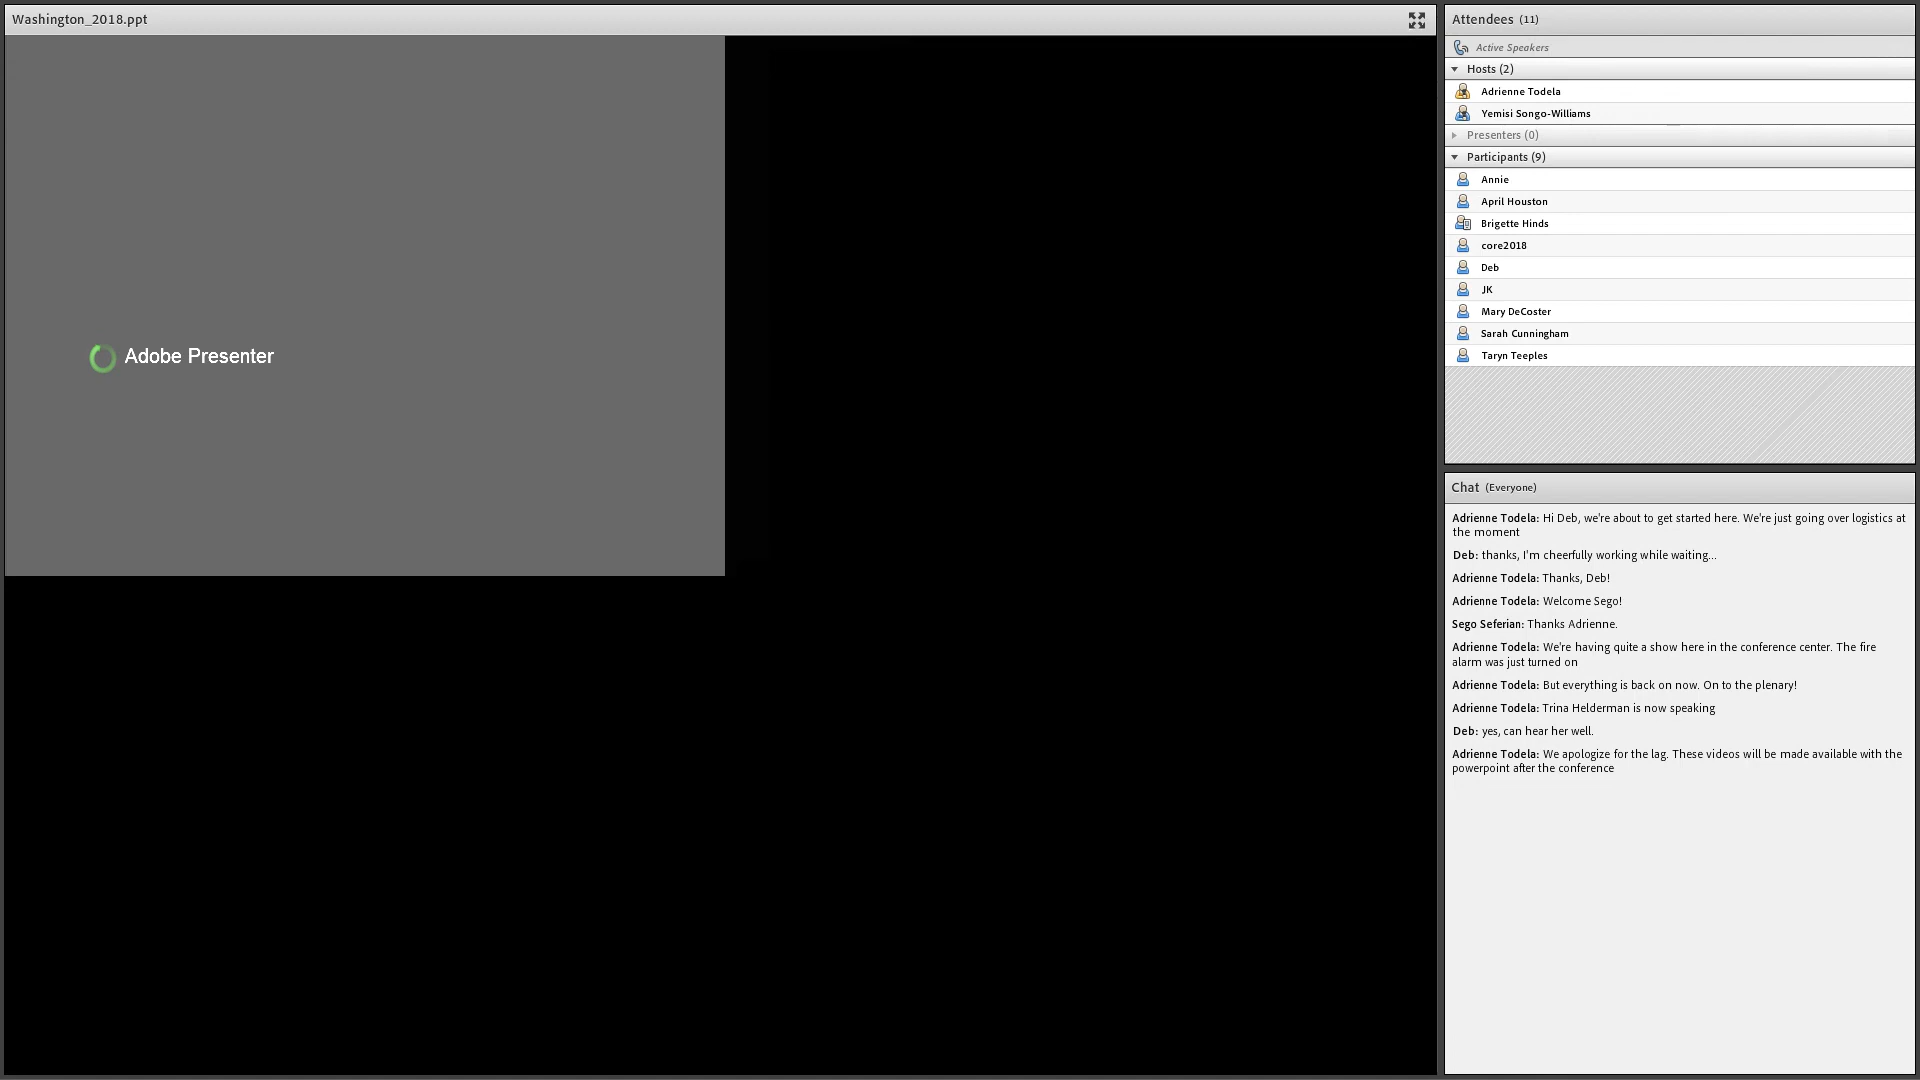 Washington_2018.ppt
Adobe Presenter
Attendees (11)
Active Speakers
Hosts (2)
Adrienne Todela
Yemisi Songo-Williams
Presenters (0)
Participants (9)
Annie
April Houston
Brigette Hinds
core2018
Deb
JK
Mary DeCoster
Sarah Cunningham
Taryn Teeples
Chat (Everyone)
Adrienne Todela: Hi Deb, we're about to get started here. We're just going over logistics at
the moment
Deb: thanks, I'm cheerfully working while waiting...
Adrienne Todela: Thanks, Deb!
Adrienne Todela: Welcome Sego!
Sego Seferian: Thanks Adrienne.
Adrienne Todela: We're having quite a show here in the conference center. The fire
alarm was just turned on
Adrienne Todela: But everything is back on now. On to the plenary!
Adrienne Todela: Trina Helderman is now speaking
Deb: yes, can hear her well.
Adrienne Todela: We apologize for the lag. These videos will be made available with the
powerpoint after the conference